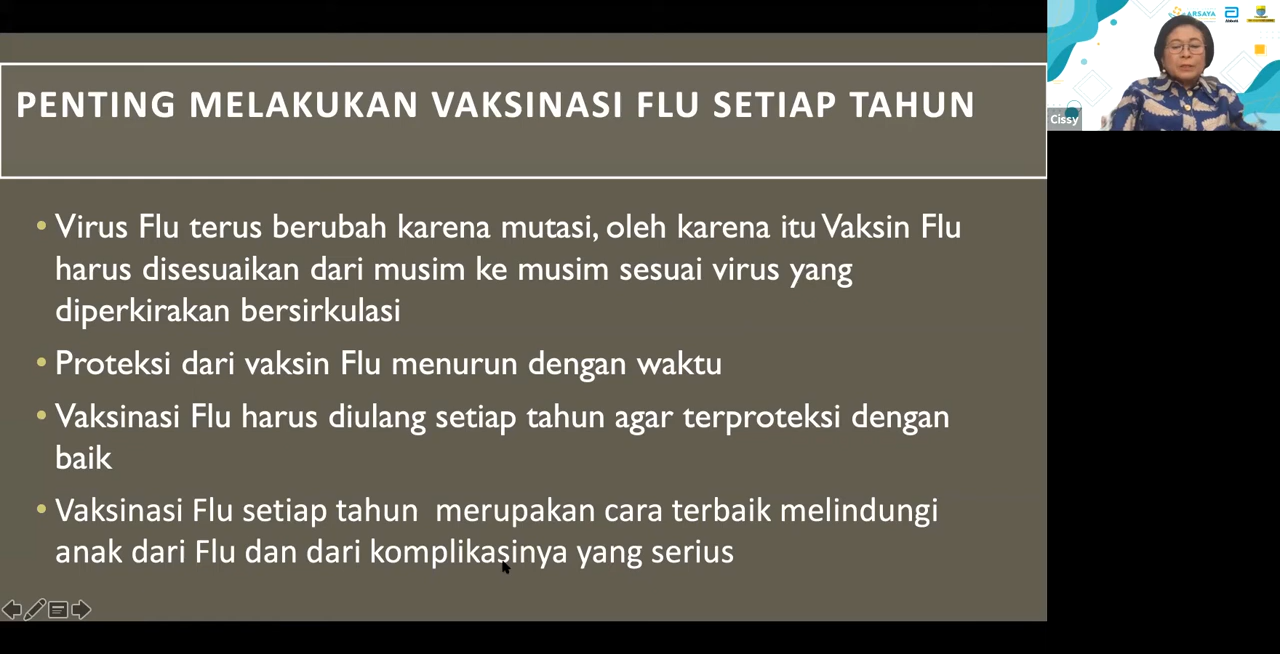 PENTING MELAKUKAN VAKSINASI FLU SETIAP TAHUN
• Virus Flu terus berubah karena mutasi, oleh karena itu Vaksin Flu
harus disesuaikan dari musim ke musim sesuai virus yang
diperkirakan bersirkulasi
• Proteksi dari vaksin Flu menurun dengan waktu
• Vaksinasi Flu harus diulang setiap tahun agar terproteksi dengan
baik
• Vaksinasi Flu setiap tahun merupakan cara terbaik melindungi
anak dari Flu dan dari komplikasinya yang serius
ARSAYA
Abbott
Cissy